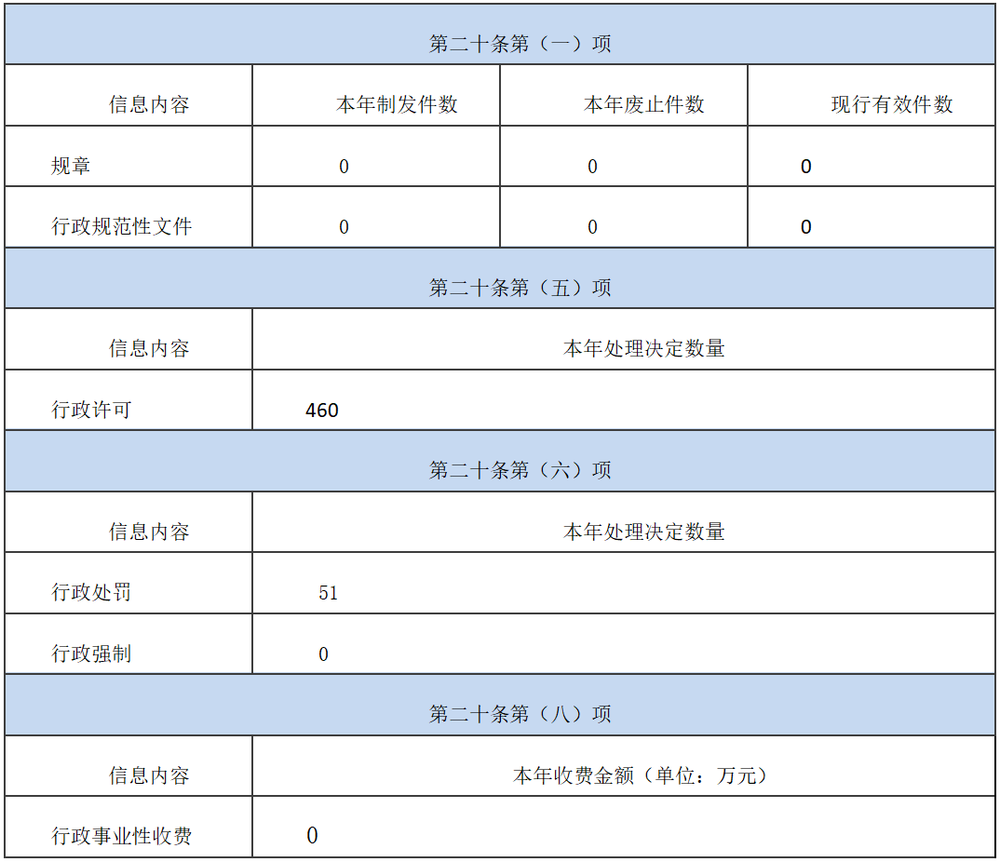 第二十条第（一）项
信息内容 本年制发件数 本年废止件数 现行有效件数
规章 0 0 0
行政规范性文件 0 0 0
第二十条第（五）项
信息内容 本年处理决定数量
行政许可 460
第二十条第（六）项
信息内容 本年处理决定数量
行政处罚 51
行政强制 0
第二十条第（八）项
信息内容 本年收费金额（单位：万元）
行政事业性收费 0